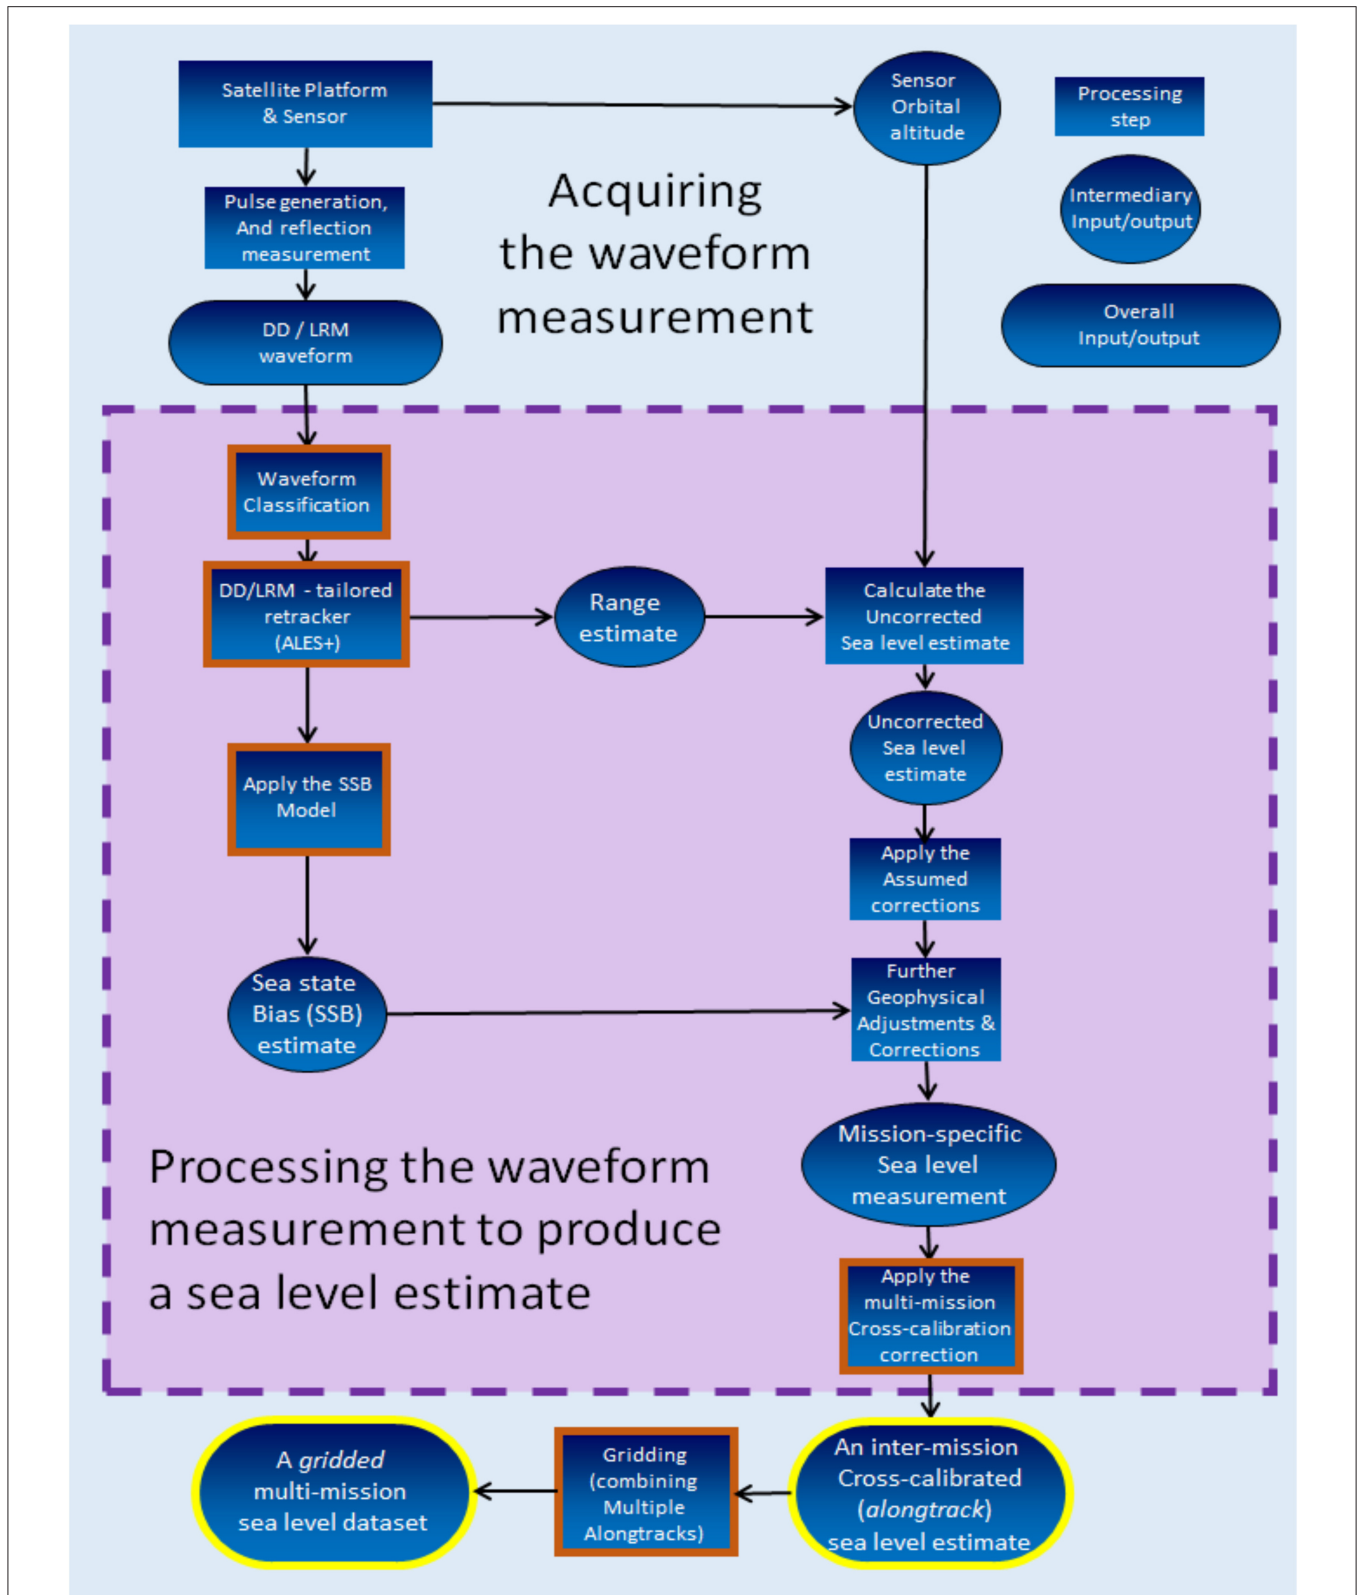 Satellite Platform
& Sensor
Sensor
Orbital
altitude
Processing
step
Pulse generation,
And reflection
measurement
Acquiring
the waveform
measurement
Intermediary
Input/output
DD / LRM
waveform
Overall
Input/output
Waveform
Classification
DD/LRM - tailored
retracker
(ALES+)
Range
estimate
Calculate the
Uncorrected
Sea level estimate
Uncorrected
Sea level
estimate
Apply the SSB
Model
Apply the
Assumed
corrections
Sea state
Bias (SSB)
estimate
Further
Geophysical
Adjustments &
Corrections
Mission-specific
Sea level
measurement
Processing the waveform
measurement to produce
a sea level estimate
Apply the
multi-mission
Cross-calibration
correction
A gridded
multi-mission
sea level dataset
Gridding
(combining
Multiple
Alongtracks)
An inter-mission
Cross-calibrated
(alongtrack)
sea level estimate